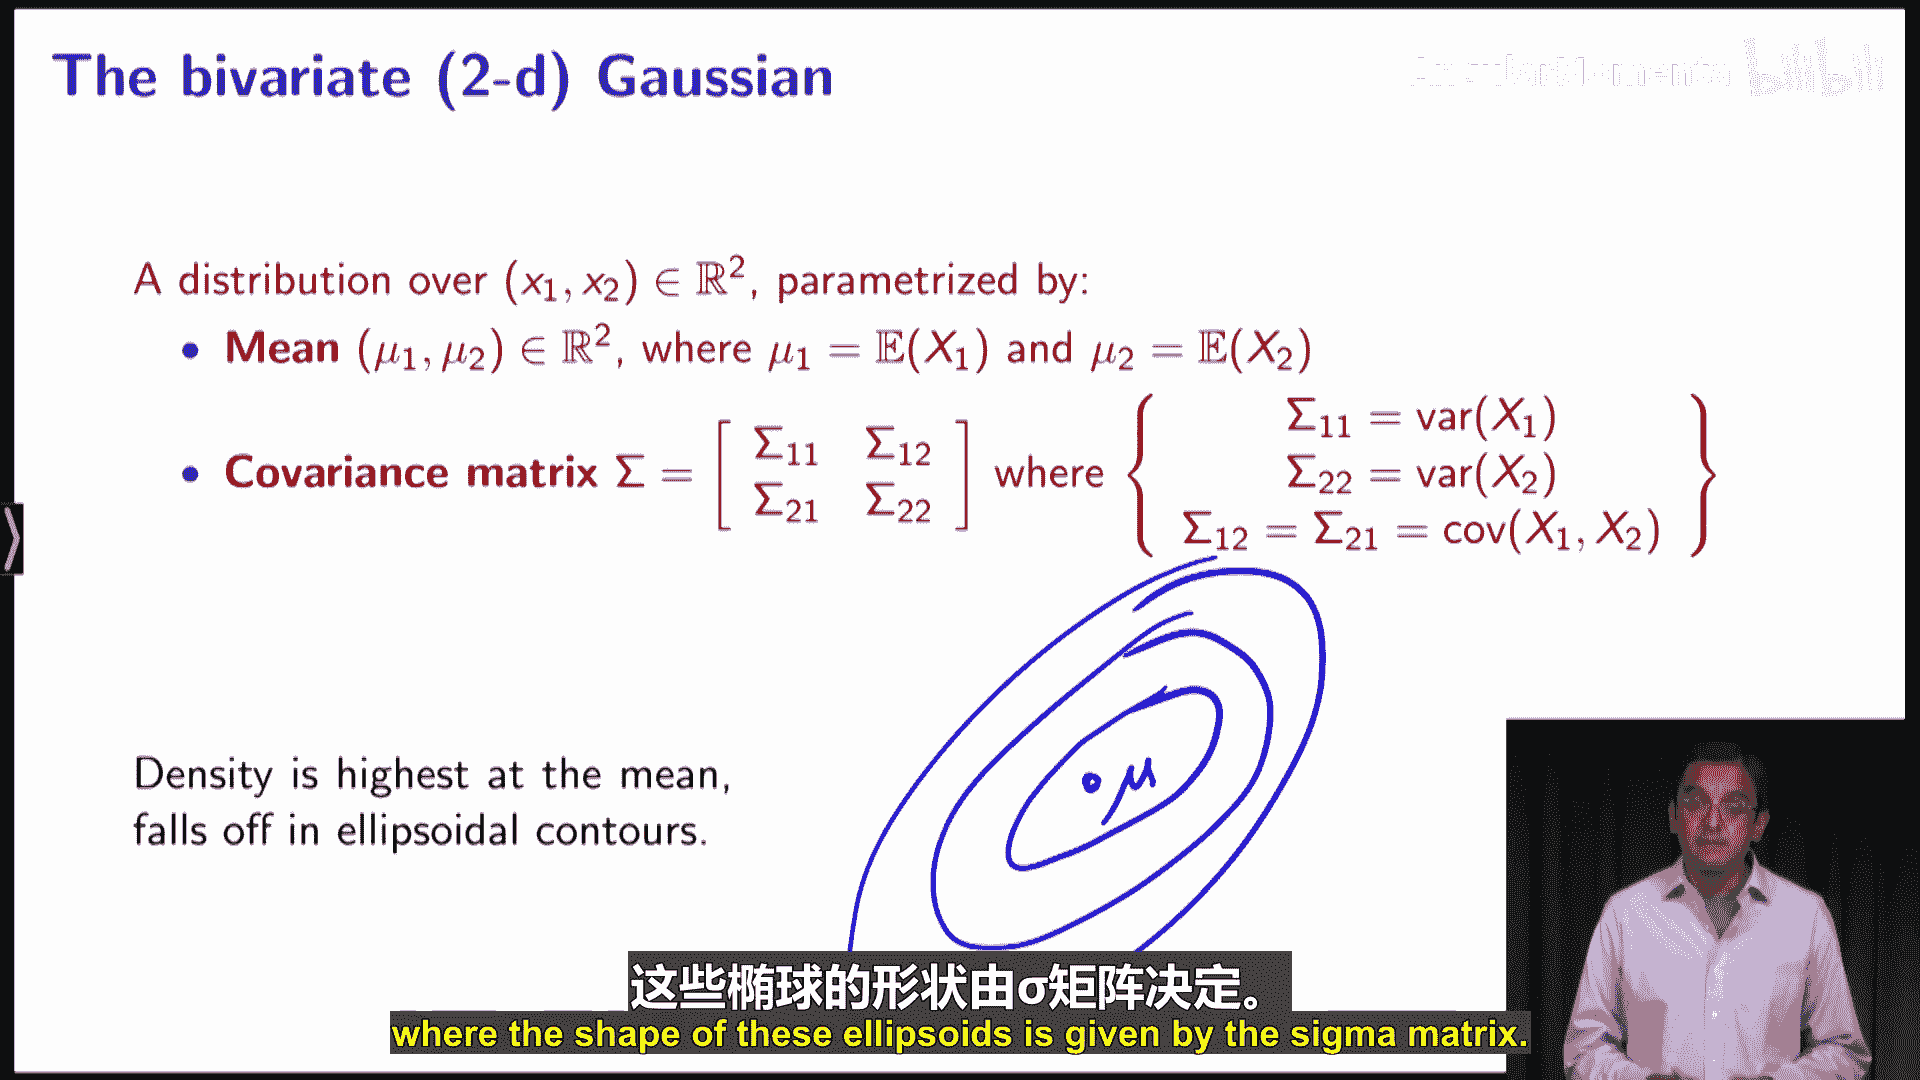 The bivariate (2-d) Gaussian
bilibili
A distribution over (x₁, x₂) ∈ ℝ², parametrized by:
• Mean (μ₁, μ₂) ∈ ℝ², where μ₁ = 𝔼(X₁) and μ₂ = 𝔼(X₂)
• Covariance matrix Σ = [ Σ₁₁ Σ₁₂ ; Σ₂₁ Σ₂₂ ] where { Σ₁₁ = var(X₁)
Σ₂₂ = var(X₂)
Σ₁₂ = Σ₂₁ = cov(X₁, X₂) }
μ
Density is highest at the mean,
falls off in ellipsoidal contours.
这些椭球的形状由σ矩阵决定。
where the shape of these ellipsoids is given by the sigma matrix.